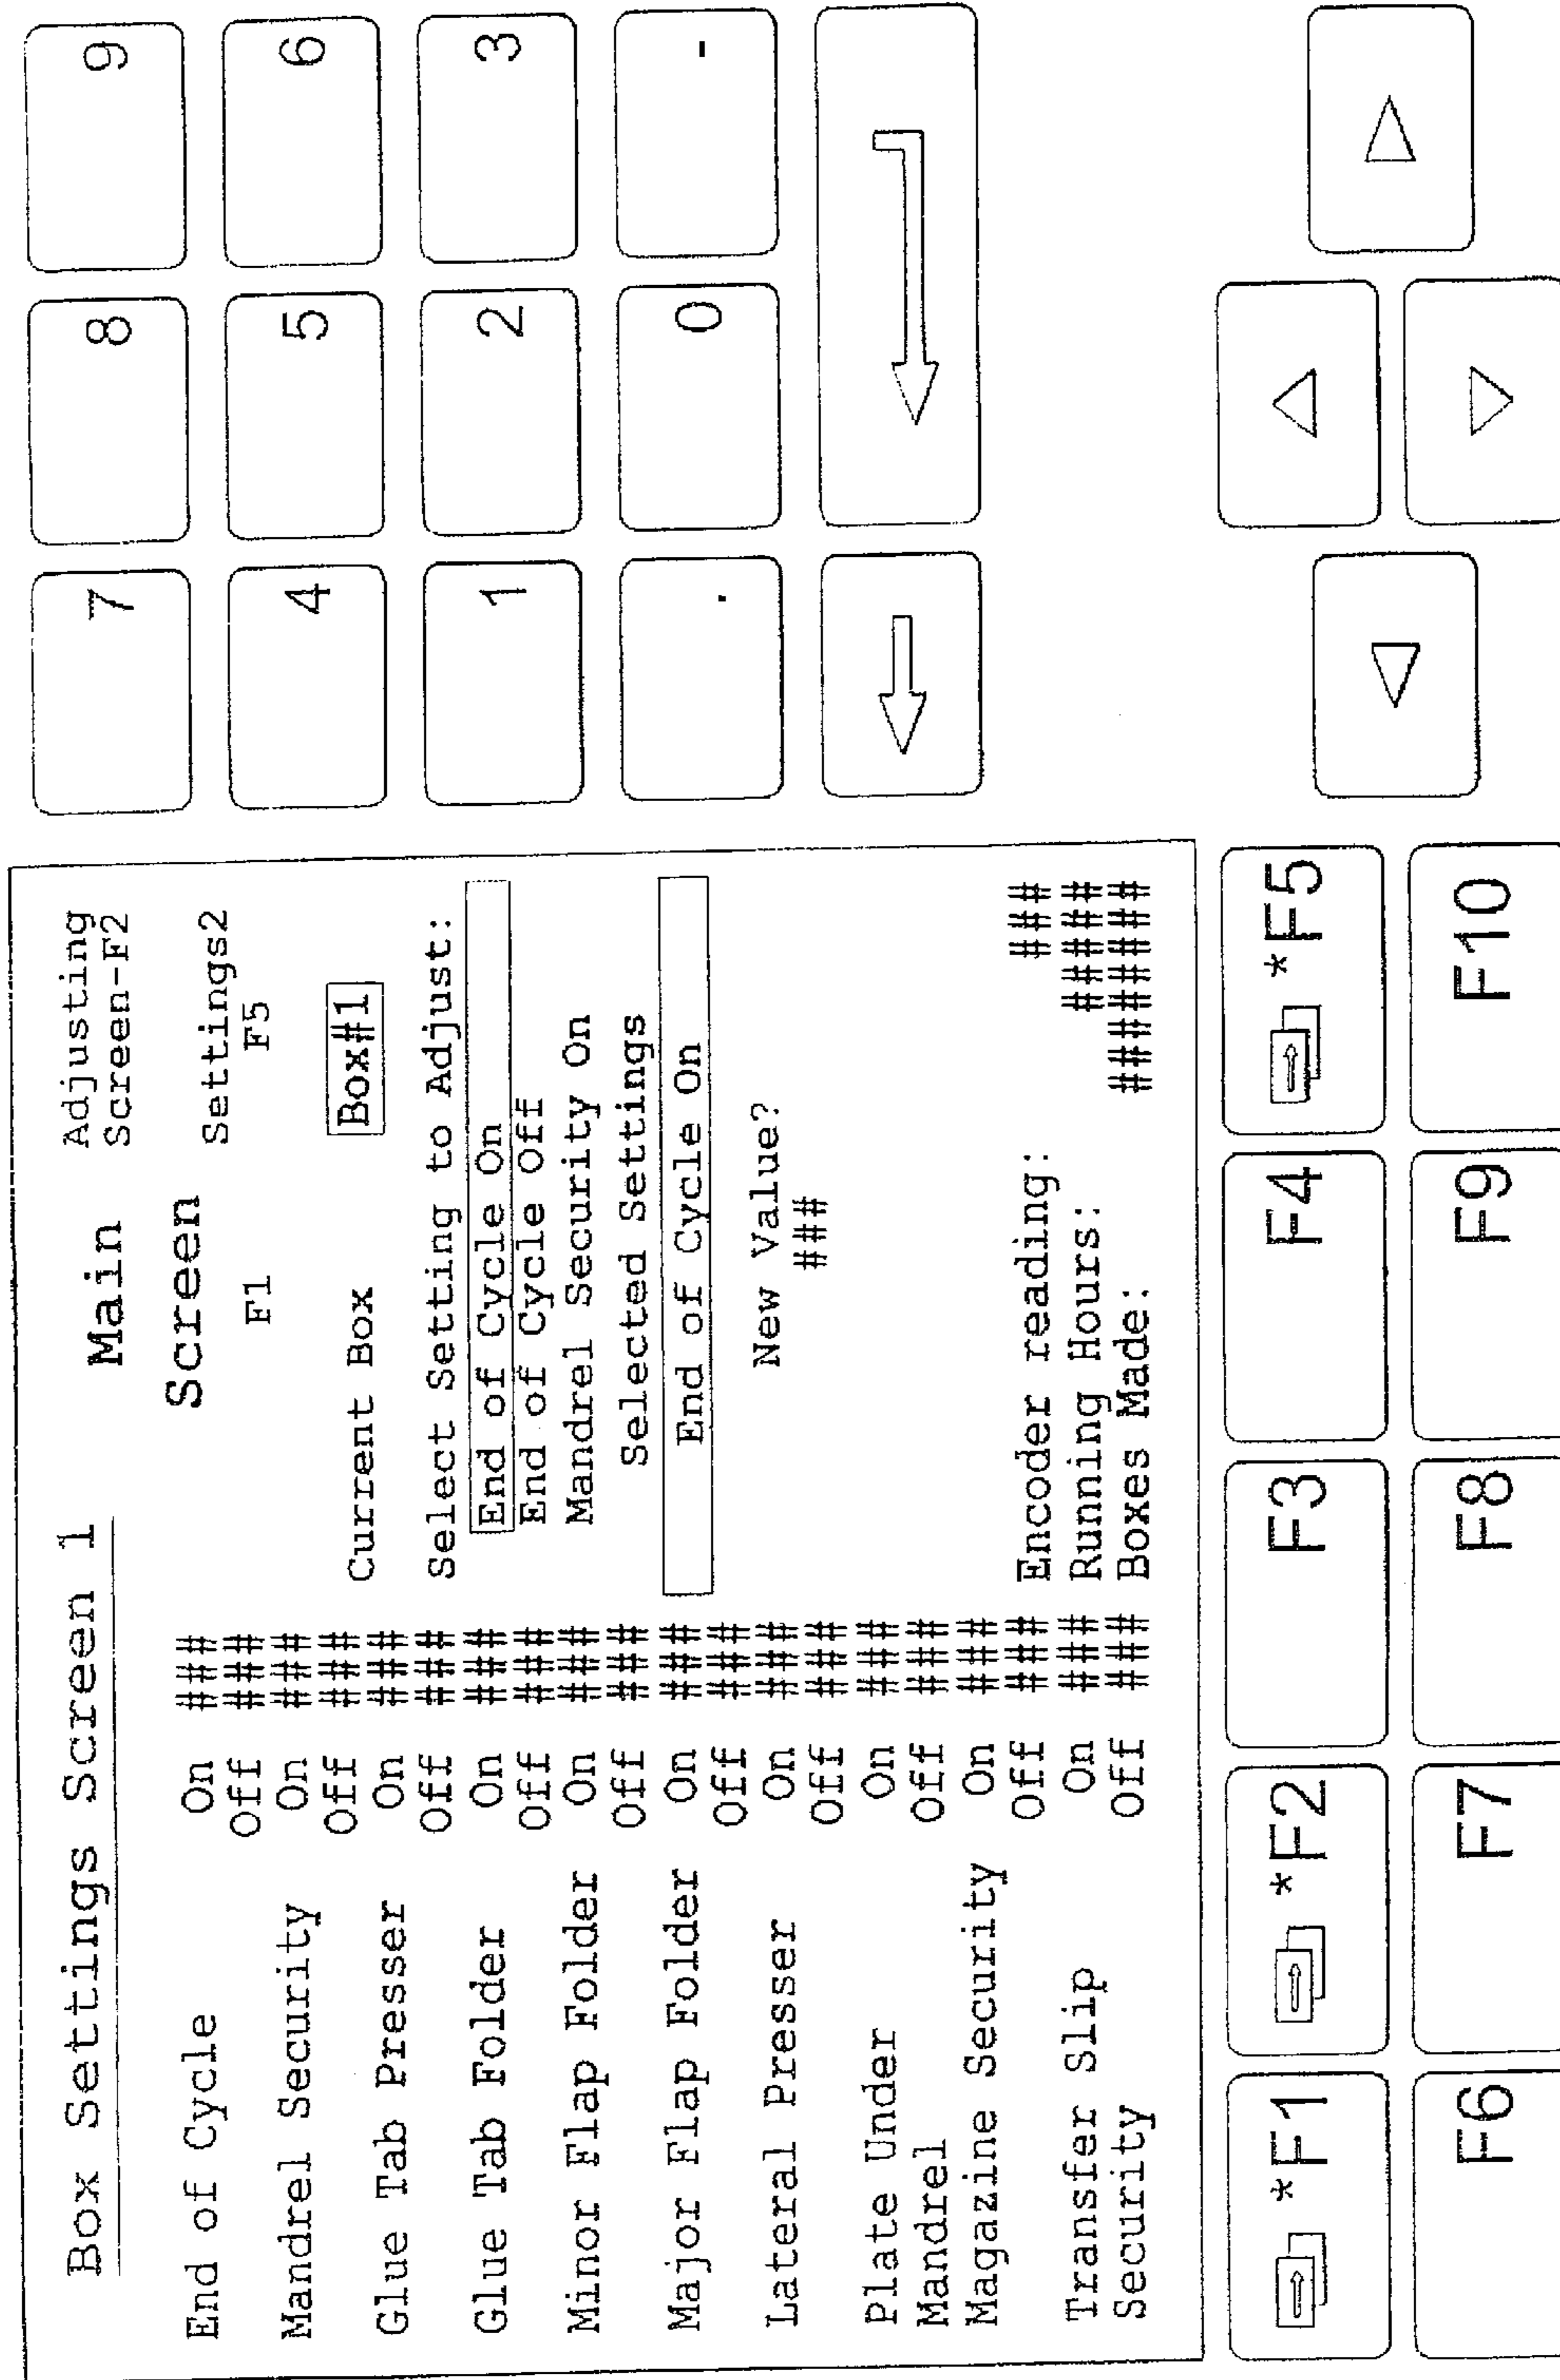 Box Settings Screen 1
End of Cycle On ###
Off ###
Mandrel Security On ###
Off ###
Glue Tab Presser On ###
Off ###
Glue Tab Folder On ###
Off ###
Minor Flap Folder On ###
Off ###
Major Flap Folder On ###
Off ###
Lateral Presser On ###
Off ###
Plate Under On ###
Mandrel Off ###
Magazine Security On ###
Off ###
Transfer Slip On ###
Security Off ###
Main
Screen
F1
Adjusting
Screen-F2
Settings2
F5
Current Box Box#1
Select Setting to Adjust:
End of Cycle On
End of Cycle Off
Mandrel Security On
Selected Settings
End of Cycle On
New Value?
###
Encoder reading: ###
Running Hours: #####
Boxes Made: ########
7 8 9
4 5 6
1 2 3
. 0 -
*F1 *F2 F3 F4 *F5
F6 F7 F8 F9 F10